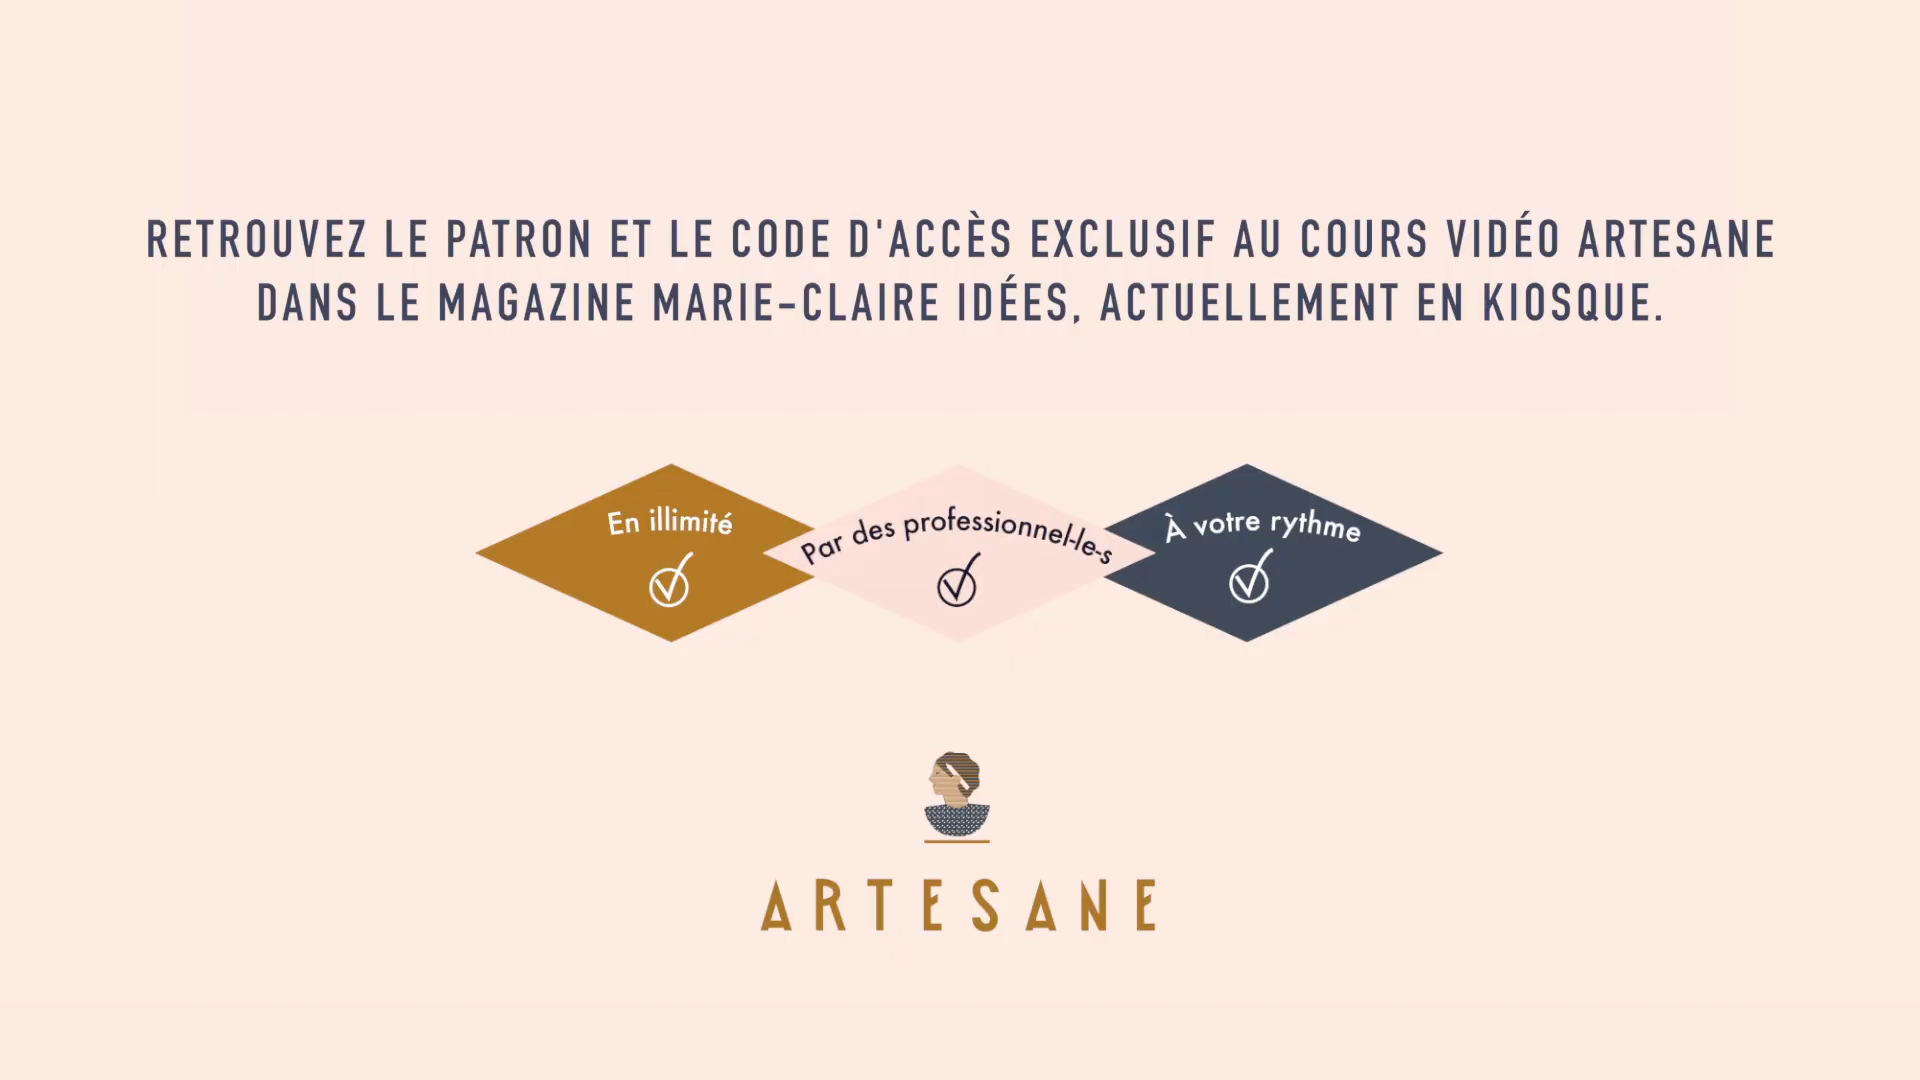 RETROUVEZ LE PATRON ET LE CODE D'ACCÈS EXCLUSIF AU COURS VIDÉO ARTESANE
DANS LE MAGAZINE MARIE-CLAIRE IDÉES, ACTUELLEMENT EN KIOSQUE.
En illimité
Par des professionnel-le-s
À votre rythme
ARTESANE